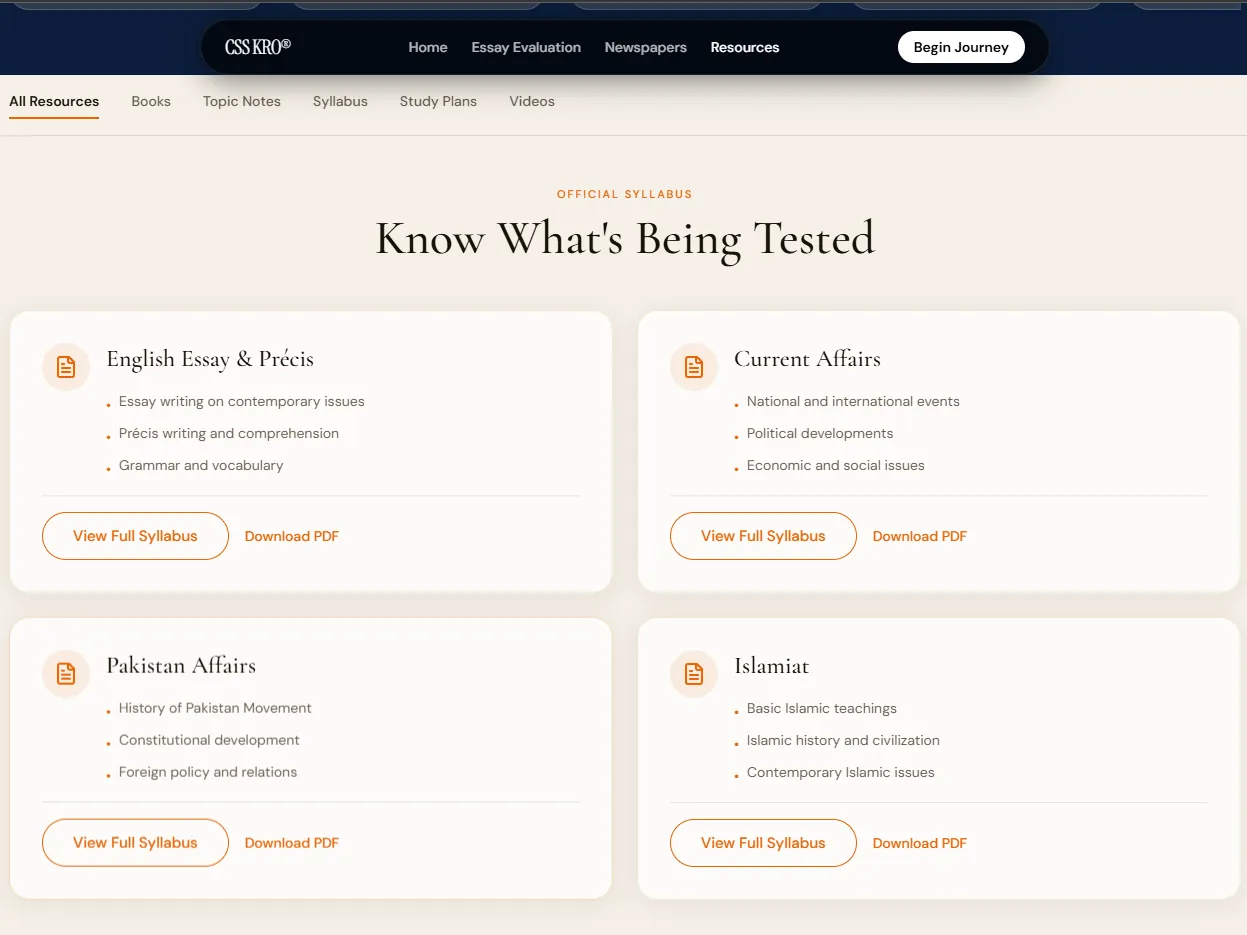 CSS KRO®
Home Essay Evaluation Newspapers Resources
Begin Journey
All Resources Books Topic Notes Syllabus Study Plans Videos
OFFICIAL SYLLABUS
Know What's Being Tested
English Essay & Précis
• Essay writing on contemporary issues
• Précis writing and comprehension
• Grammar and vocabulary
View Full Syllabus Download PDF
Current Affairs
• National and international events
• Political developments
• Economic and social issues
View Full Syllabus Download PDF
Pakistan Affairs
• History of Pakistan Movement
• Constitutional development
• Foreign policy and relations
View Full Syllabus Download PDF
Islamiat
• Basic Islamic teachings
• Islamic history and civilization
• Contemporary Islamic issues
View Full Syllabus Download PDF